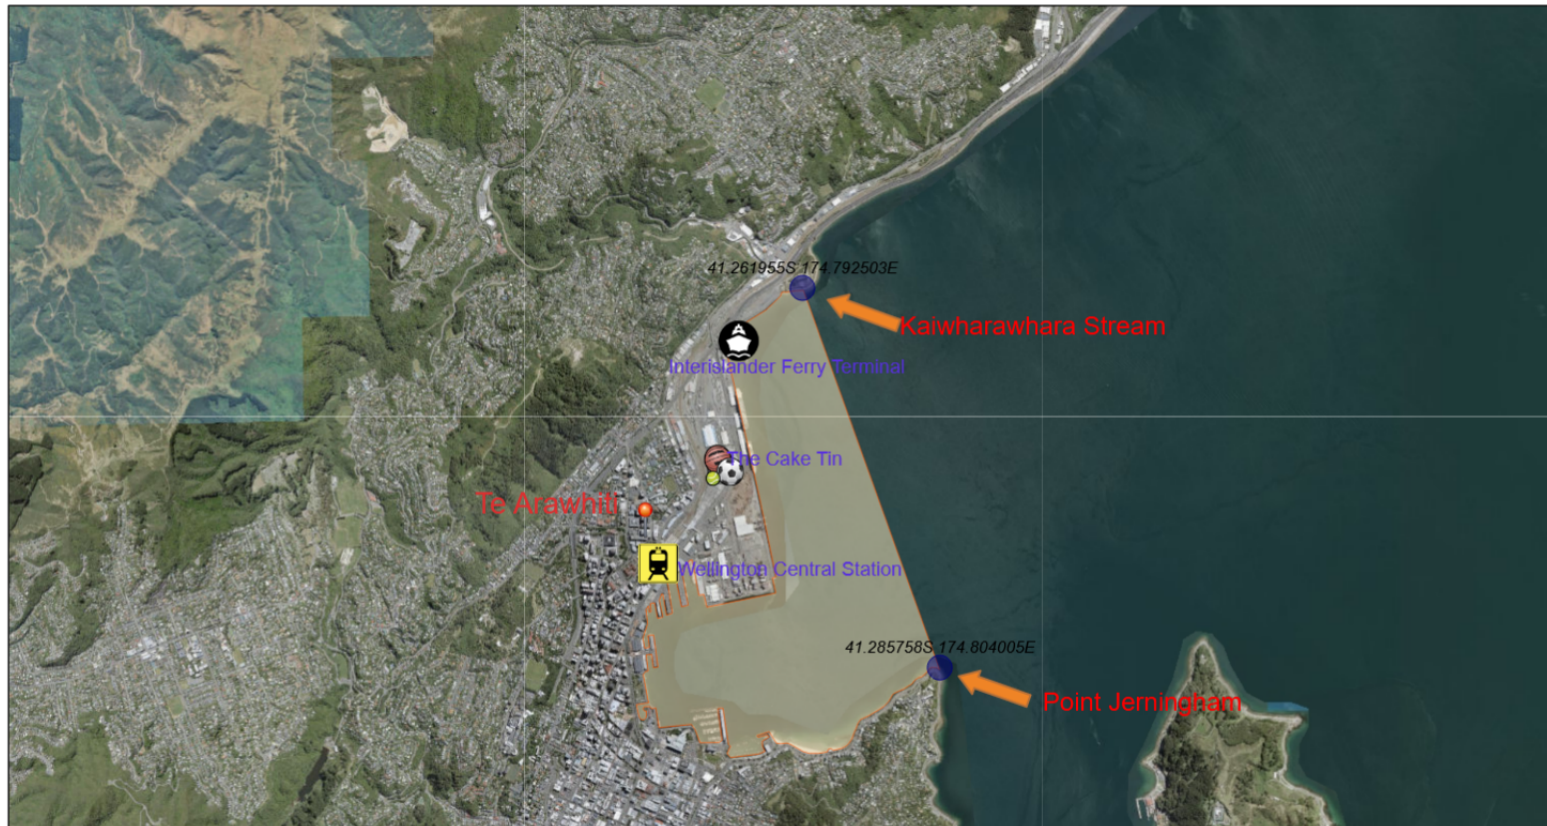 41.261955S 174.792503E
Kaiwharawhara Stream
Interislander Ferry Terminal
The Cake Tin
Te Arawhiti
Wellington Central Station
41.285758S 174.804005E
Point Jerningham